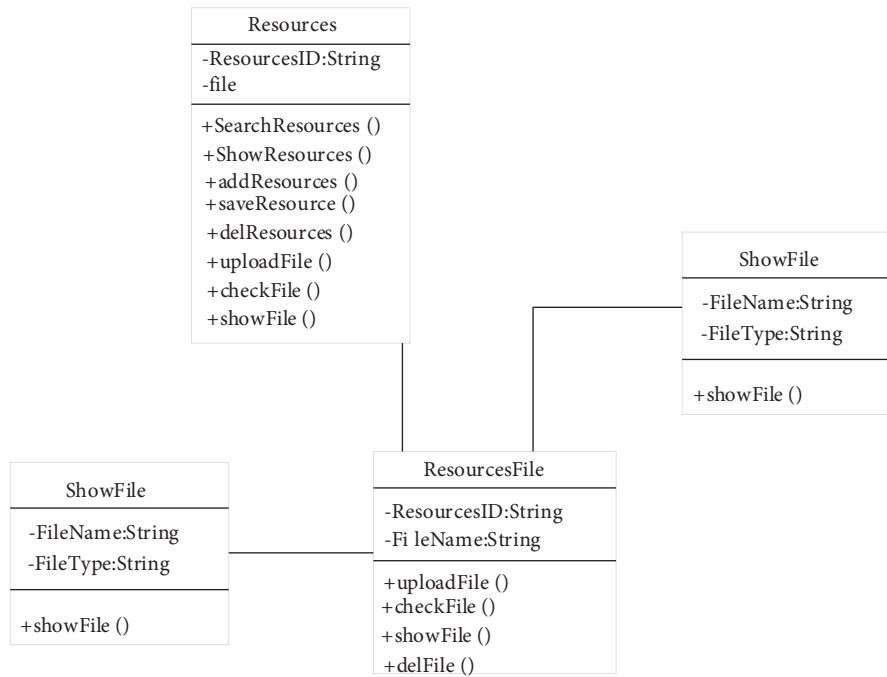 Resources
-ResourcesID:String
-file
+SearchResources ()
+ShowResources ()
+addResources ()
+saveResource ()
+delResources ()
+uploadFile ()
+checkFile ()
+showFile ()
ShowFile
-FileName:String
-FileType:String
+showFile ()
ShowFile
-FileName:String
-FileType:String
+showFile ()
ResourcesFile
-ResourcesID:String
-Fi leName:String
+uploadFile ()
+checkFile ()
+showFile ()
+delFile ()